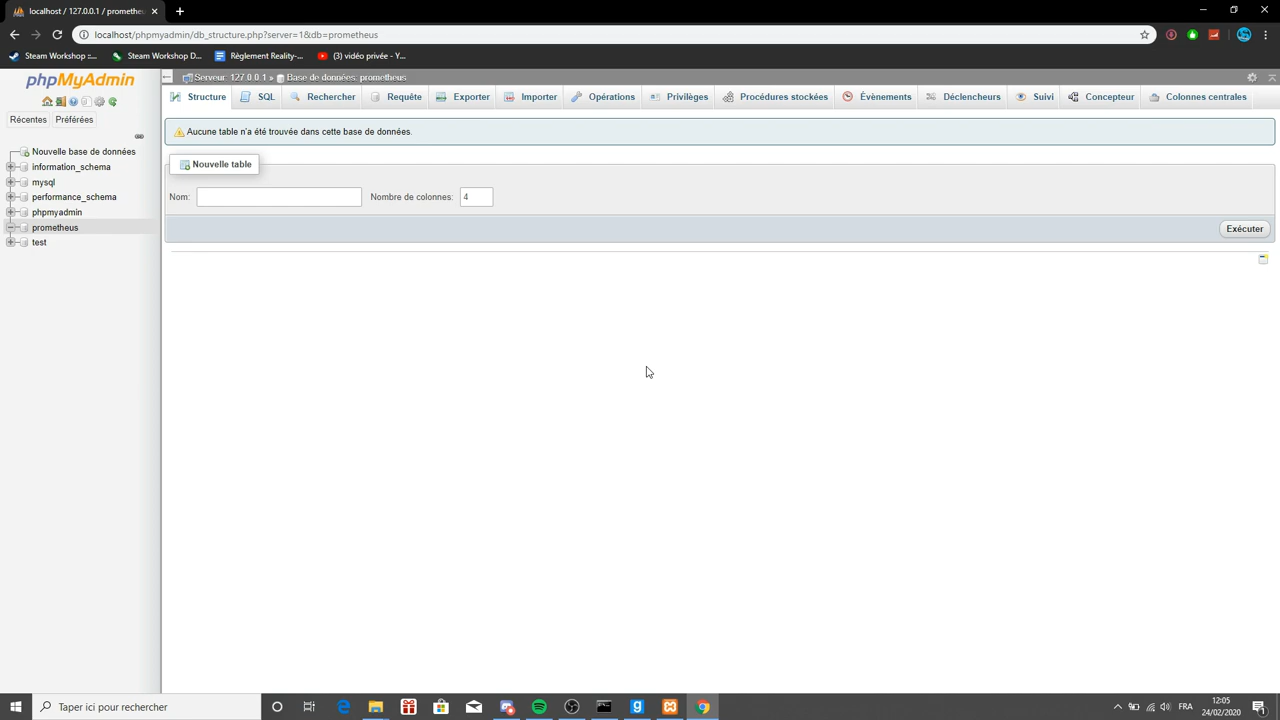 localhost / 127.0.0.1 / prometheu
localhost/phpmyadmin/db_structure.php?server=1&db=prometheus
Steam Workshop ::... Steam Workshop D... Règlement Reality-... (3) vidéo privée - Y...
phpMyAdmin
Récentes Préférées
Nouvelle base de données
information_schema
mysql
performance_schema
phpmyadmin
prometheus
test
Serveur: 127.0.0.1 » Base de données: prometheus
Structure SQL Rechercher Requête Exporter Importer Opérations Privilèges Procédures stockées Évènements Déclencheurs Suivi Concepteur Colonnes centrales
Aucune table n'a été trouvée dans cette base de données.
Nouvelle table
Nom: Nombre de colonnes: 4
Exécuter
Taper ici pour rechercher
FRA
12:05
24/02/2020
1